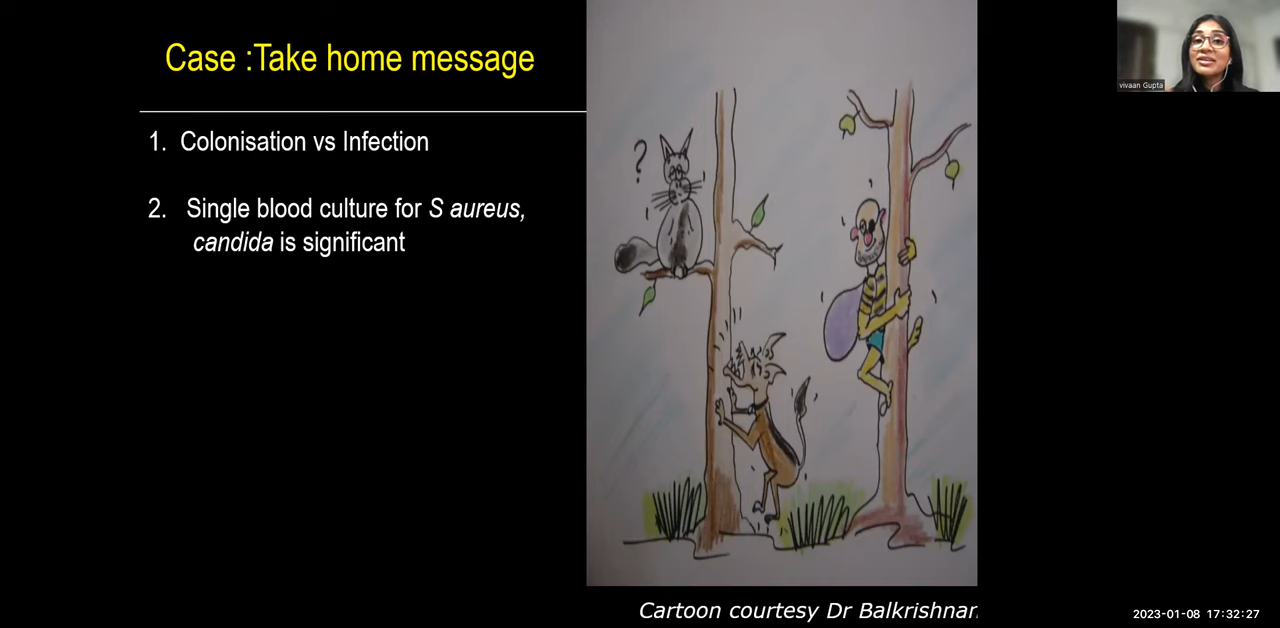 Case :Take home message
vivaan Gupta
1. Colonisation vs Infection
2. Single blood culture for S aureus,
candida is significant
?
Cartoon courtesy Dr Balkrishnan
2023-01-08 17:32:27